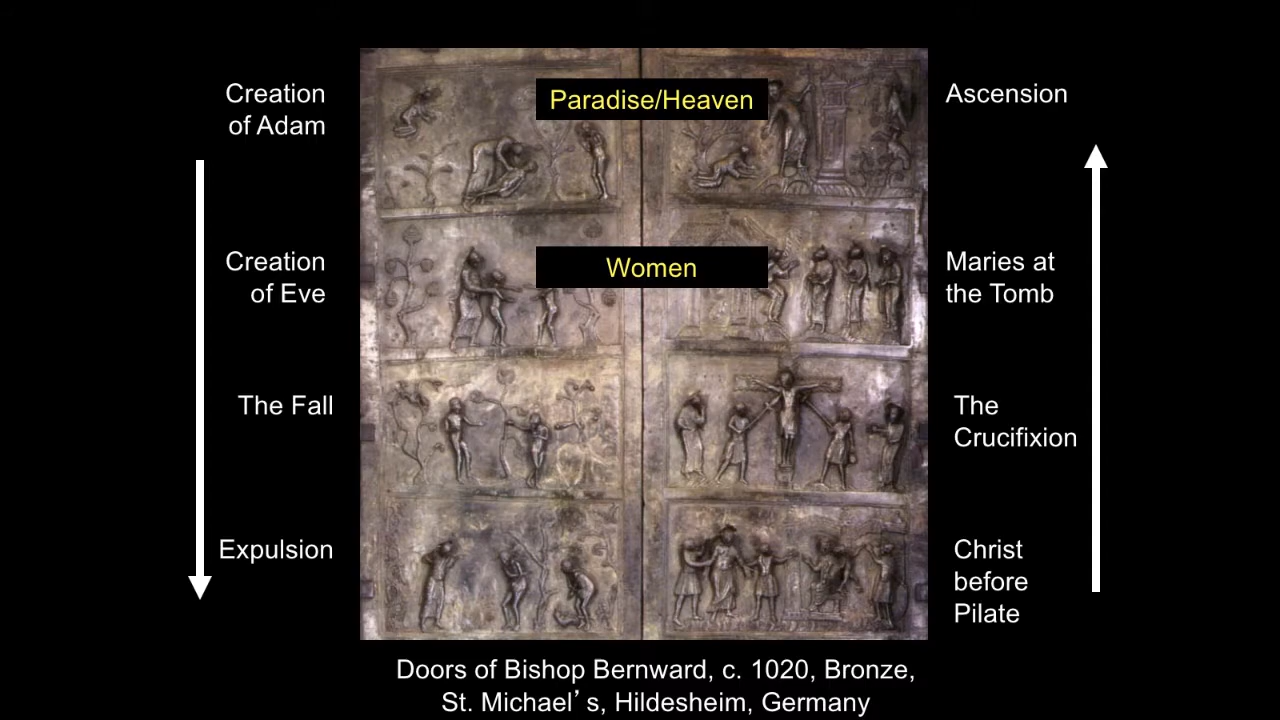 Creation
of Adam
Paradise/Heaven
Ascension
Creation
of Eve
Women
Maries at
the Tomb
The Fall
The
Crucifixion
Expulsion
Christ
before
Pilate
Doors of Bishop Bernward, c. 1020, Bronze,
St. Michael’s, Hildesheim, Germany